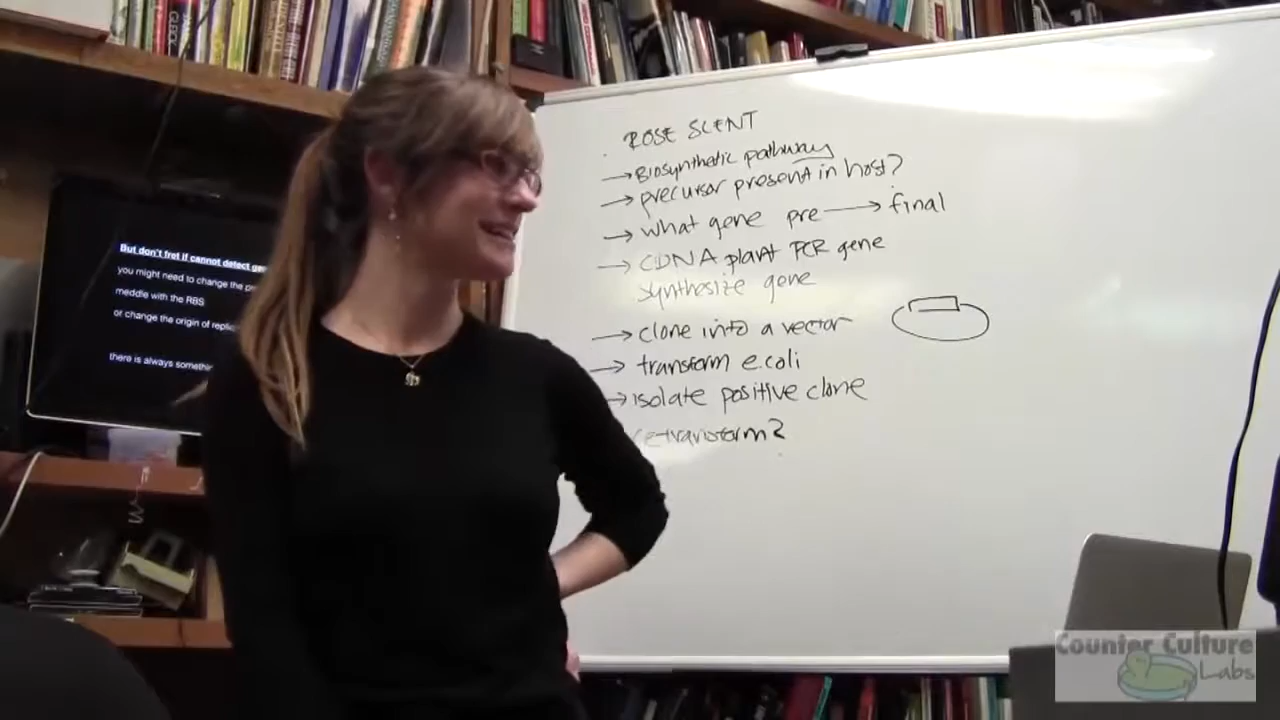 ROSE SCENT
→ Biosynthetic pathway
→ precursor present in host?
→ what gene pre → final
→ CDNA plant PCR gene
synthesize gene
→ clone into a vector
→ transform e.coli
→ isolate positive clone
retransform?
But don't fret if cannot detect
you might need to change the
meddle with the RBS
or change the origin of
there is always
Counter Culture
Labs